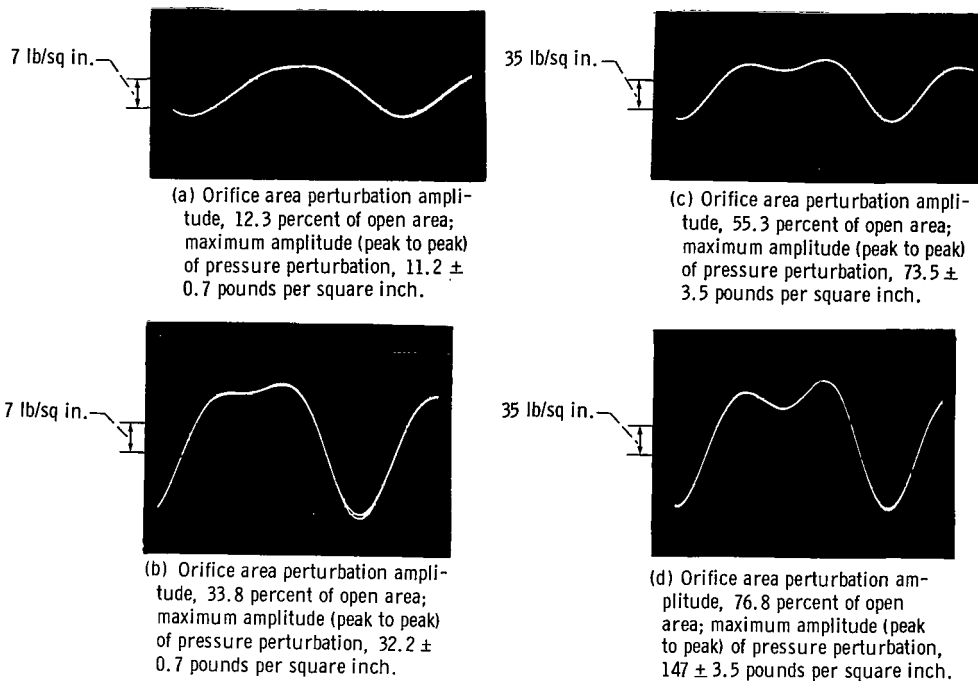 7 lb/sq in.
(a) Orifice area perturbation ampli-
tude, 12.3 percent of open area;
maximum amplitude (peak to peak)
of pressure perturbation, 11.2 ±
0.7 pounds per square inch.
7 lb/sq in.
(b) Orifice area perturbation ampli-
tude, 33.8 percent of open area;
maximum amplitude (peak to peak)
of pressure perturbation, 32.2 ±
0.7 pounds per square inch.
35 lb/sq in.
(c) Orifice area perturbation ampli-
tude, 55.3 percent of open area;
maximum amplitude (peak to peak)
of pressure perturbation, 73.5 ±
3.5 pounds per square inch.
35 lb/sq in.
(d) Orifice area perturbation am-
plitude, 76.8 percent of open
area; maximum amplitude (peak
to peak) of pressure perturbation,
147 ± 3.5 pounds per square inch.